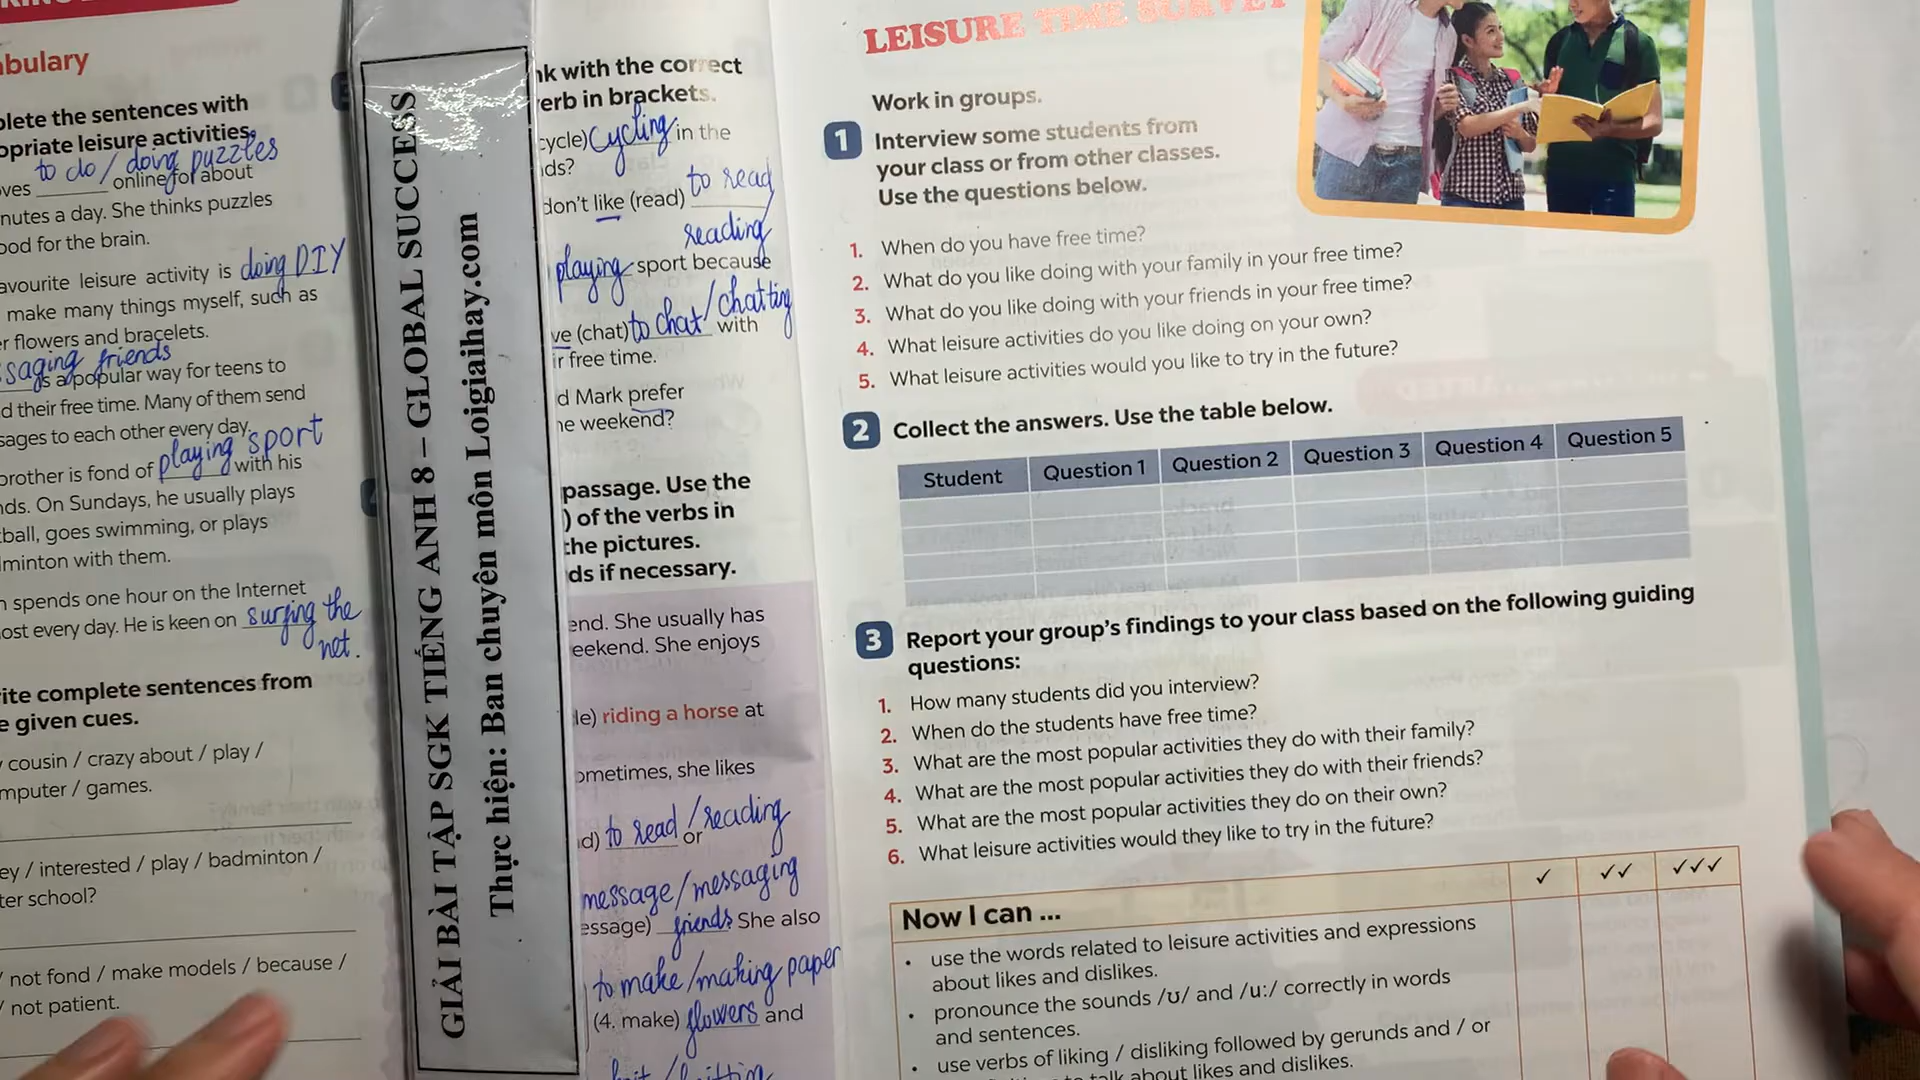 bulary
plete the sentences with
opriate leisure activities.
to do / doing puzzles
oves ______ online for about
nutes a day. She thinks puzzles
ood for the brain.
avourite leisure activity is doing DIY
make many things myself, such as
er flowers and bracelets.
ssaging friends
is a popular way for teens to
d their free time. Many of them send
sages to each other every day.
brother is fond of playing sport with his
nds. On Sundays, he usually plays
tball, goes swimming, or plays
dminton with them.
n spends one hour on the Internet
ost every day. He is keen on surfing the
net.
ite complete sentences from
e given cues.
cousin / crazy about / play /
mputer / games.
ey / interested / play / badminton /
ter school?
/ not fond / make models / because /
/ not patient.
GIẢI BÀI TẬP SGK TIẾNG ANH 8 – GLOBAL SUCCESS
Thực hiện: Ban chuyên môn Loigiaihay.com
nk with the correct
erb in brackets.
cycle) Cycling in the
ds?
don't like (read) to read
reading
playing sport because
ve (chat) to chat / chatting with
ir free time.
d Mark prefer
he weekend?
passage. Use the
) of the verbs in
the pictures.
ds if necessary.
end. She usually has
eekend. She enjoys
le) riding a horse at
ometimes, she likes
d) to read / reading or
message / messaging
essage) friends. She also
to make / making paper
(4. make) flowers and
knit / knitting
LEISURE TIME SURVEY
Work in groups.
1 Interview some students from
your class or from other classes.
Use the questions below.
1. When do you have free time?
2. What do you like doing with your family in your free time?
3. What do you like doing with your friends in your free time?
4. What leisure activities do you like doing on your own?
5. What leisure activities would you like to try in the future?
2 Collect the answers. Use the table below.
Student Question 1 Question 2 Question 3 Question 4 Question 5
3 Report your group's findings to your class based on the following guiding
questions:
1. How many students did you interview?
2. When do the students have free time?
3. What are the most popular activities they do with their family?
4. What are the most popular activities they do with their friends?
5. What are the most popular activities they do on their own?
6. What leisure activities would they like to try in the future?
Now I can ... ✓ ✓✓ ✓✓✓
• use the words related to leisure activities and expressions
about likes and dislikes.
• pronounce the sounds /ʊ/ and /uː/ correctly in words
and sentences.
• use verbs of liking / disliking followed by gerunds and / or
to talk about likes and dislikes.